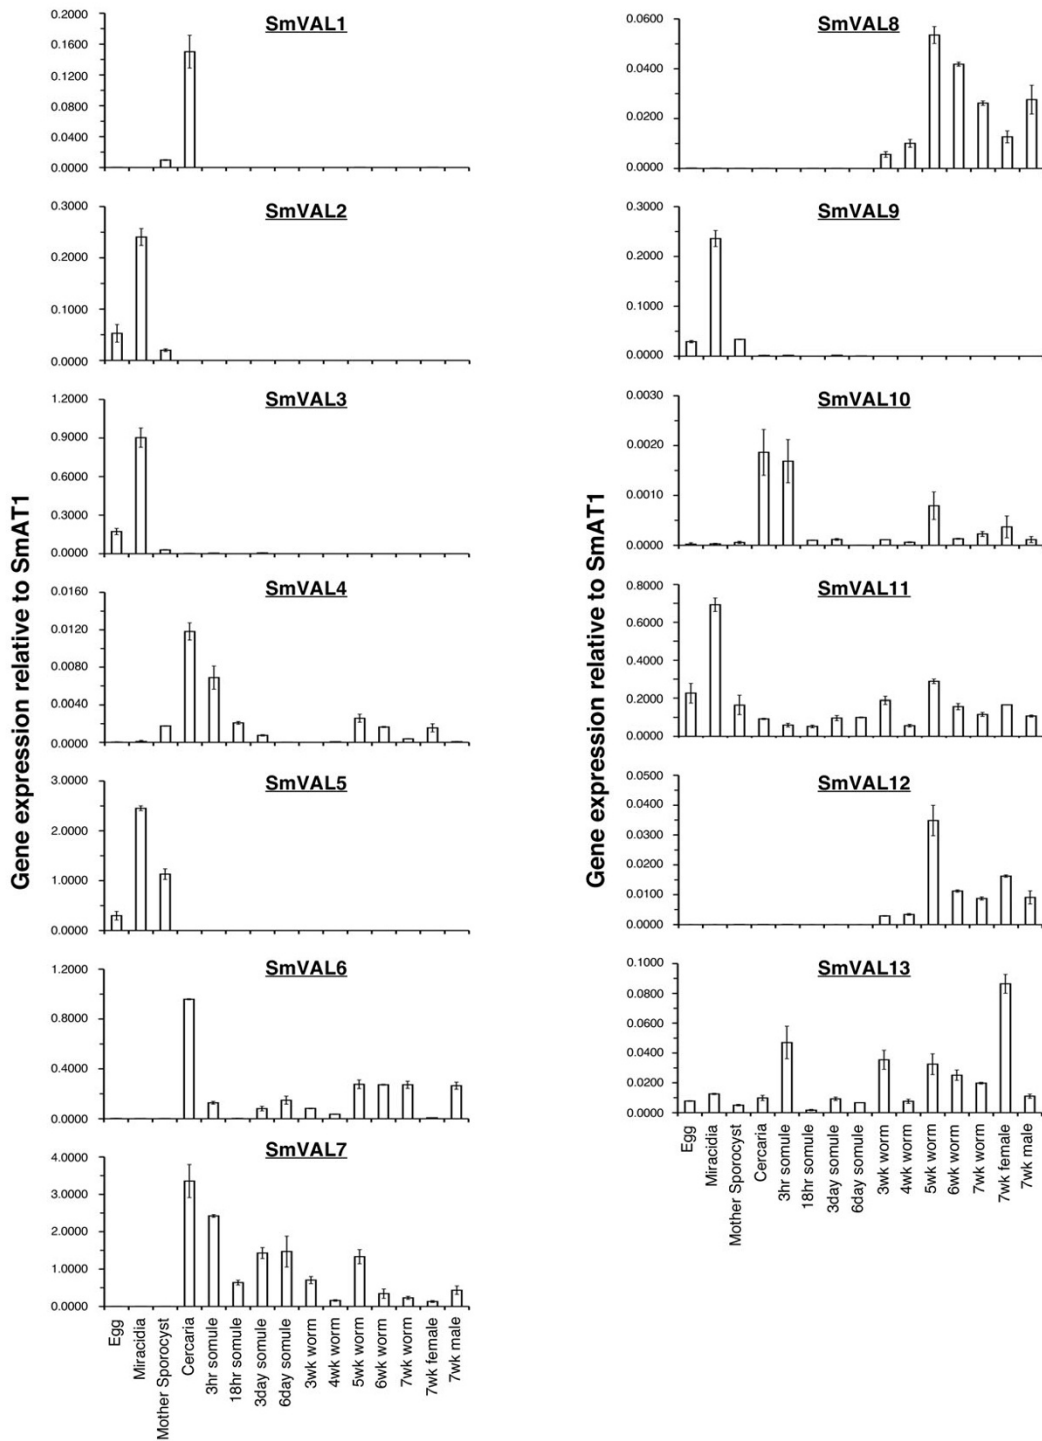 Gene expression relative to SmAT1
SmVAL1
0.2000
0.1600
0.1200
0.0800
0.0400
0.0000
SmVAL2
0.3000
0.2000
0.1000
0.0000
SmVAL3
1.2000
0.9000
0.6000
0.3000
0.0000
SmVAL4
0.0160
0.0120
0.0080
0.0040
0.0000
SmVAL5
3.0000
2.0000
1.0000
0.0000
SmVAL6
1.2000
0.8000
0.4000
0.0000
SmVAL7
4.0000
3.0000
2.0000
1.0000
0.0000
Egg
Miracidia
Mother Sporocyst
Cercaria
3hr somule
18hr somule
3day somule
6day somule
3wk worm
4wk worm
5wk worm
6wk worm
7wk worm
7wk female
7wk male
Gene expression relative to SmAT1
SmVAL8
0.0600
0.0400
0.0200
0.0000
SmVAL9
0.3000
0.2000
0.1000
0.0000
SmVAL10
0.0030
0.0020
0.0010
0.0000
SmVAL11
0.8000
0.6000
0.4000
0.2000
0.0000
SmVAL12
0.0500
0.0400
0.0300
0.0200
0.0100
0.0000
SmVAL13
0.1000
0.0800
0.0600
0.0400
0.0200
0.0000
Egg
Miracidia
Mother Sporocyst
Cercaria
3hr somule
18hr somule
3day somule
6day somule
3wk worm
4wk worm
5wk worm
6wk worm
7wk worm
7wk female
7wk male